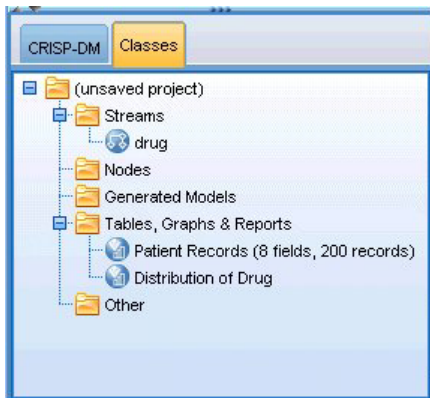 CRISP-DM Classes
(unsaved project)
Streams
drug
Nodes
Generated Models
Tables, Graphs & Reports
Patient Records (8 fields, 200 records)
Distribution of Drug
Other